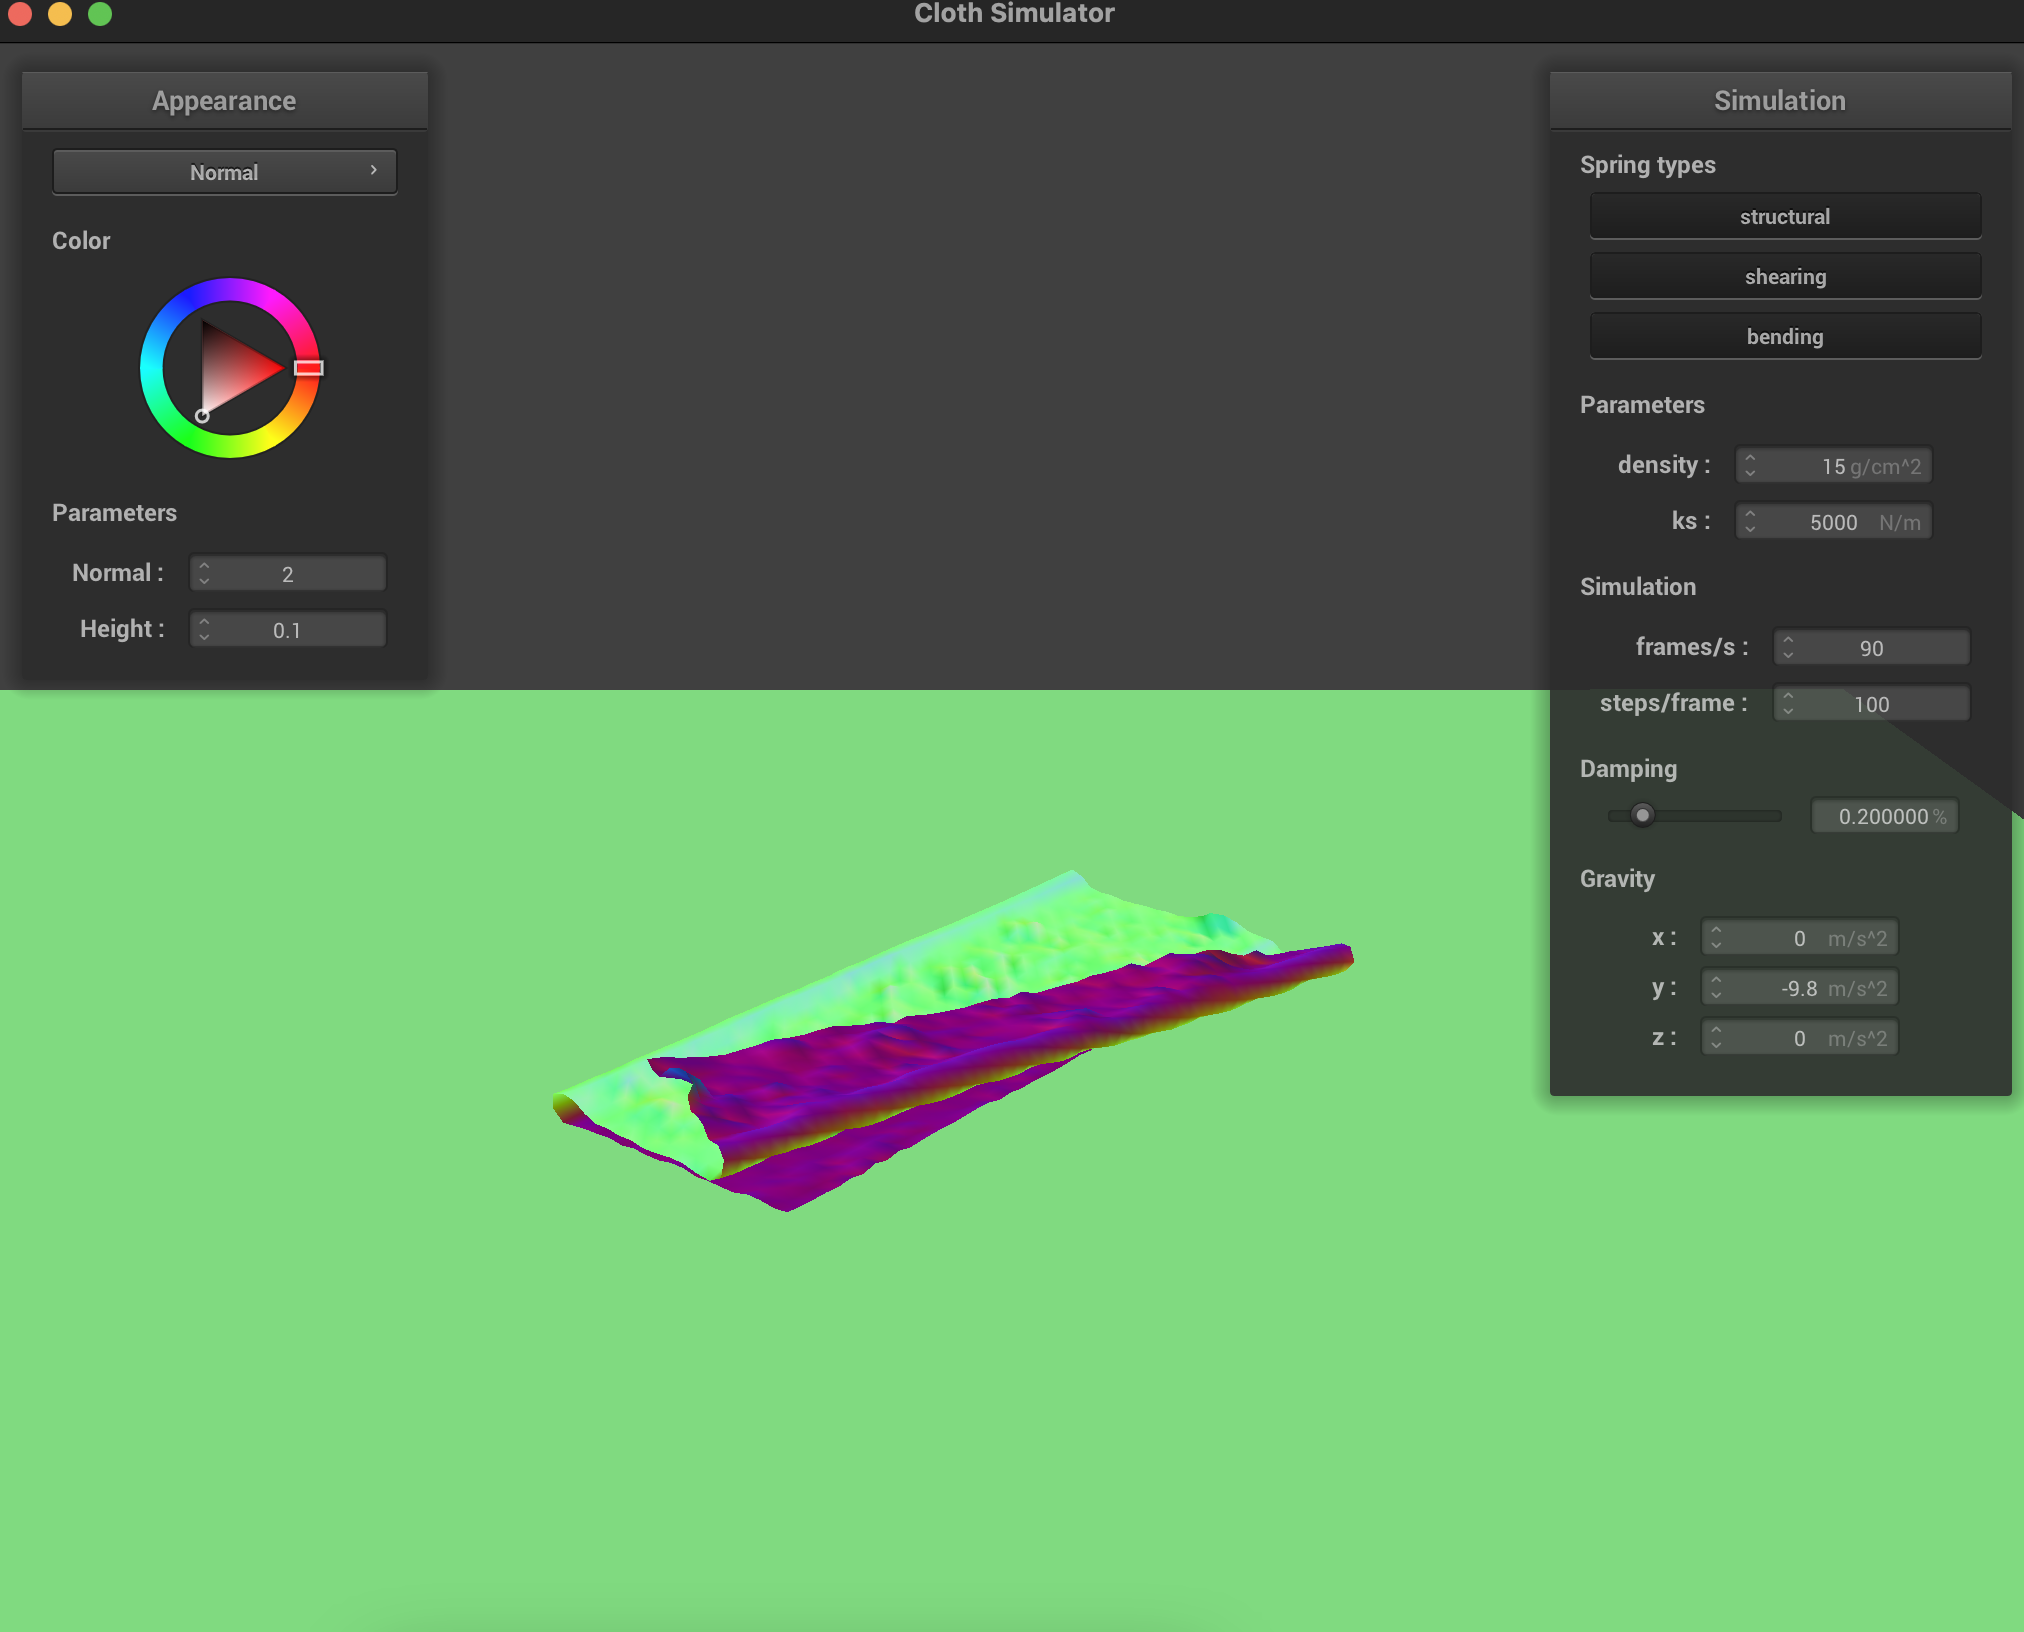 Cloth Simulator
Appearance
Normal
Color
Parameters
Normal : 2
Height : 0.1
Simulation
Spring types
structural
shearing
bending
Parameters
density : 15 g/cm^2
ks : 5000 N/m
Simulation
frames/s : 90
steps/frame : 100
Damping
0.200000 %
Gravity
x : 0 m/s^2
y : -9.8 m/s^2
z : 0 m/s^2